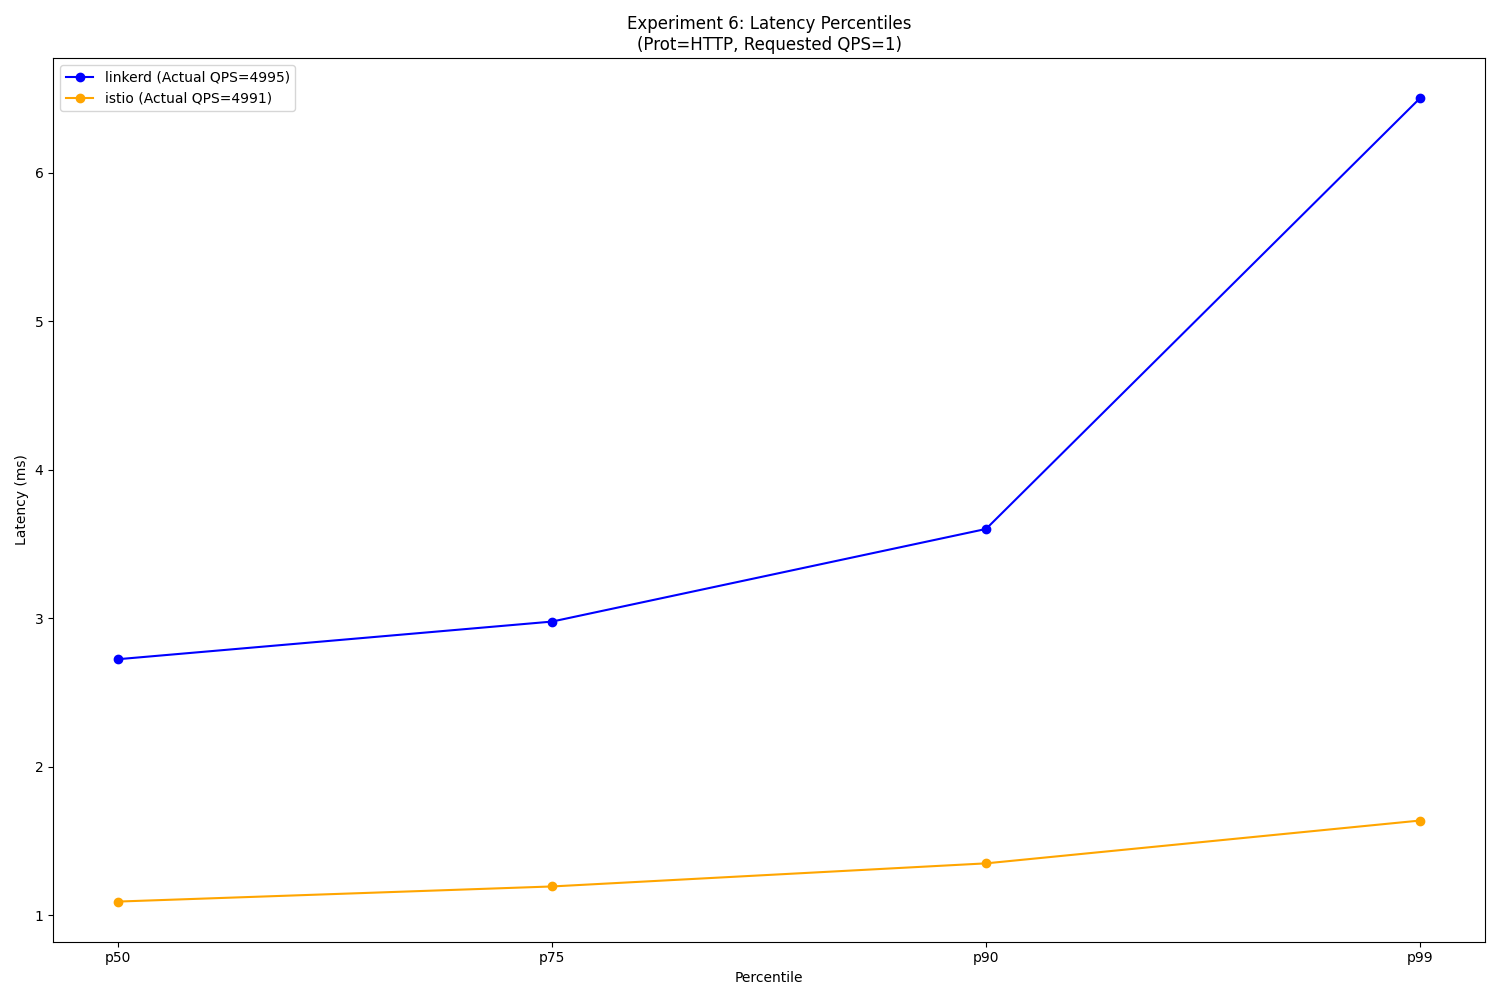 Experiment 6: Latency Percentiles
(Prot=HTTP, Requested QPS=1)
linkerd (Actual QPS=4995)
istio (Actual QPS=4991)
Latency (ms)
6
5
4
3
2
1
p50 p75 p90 p99
Percentile